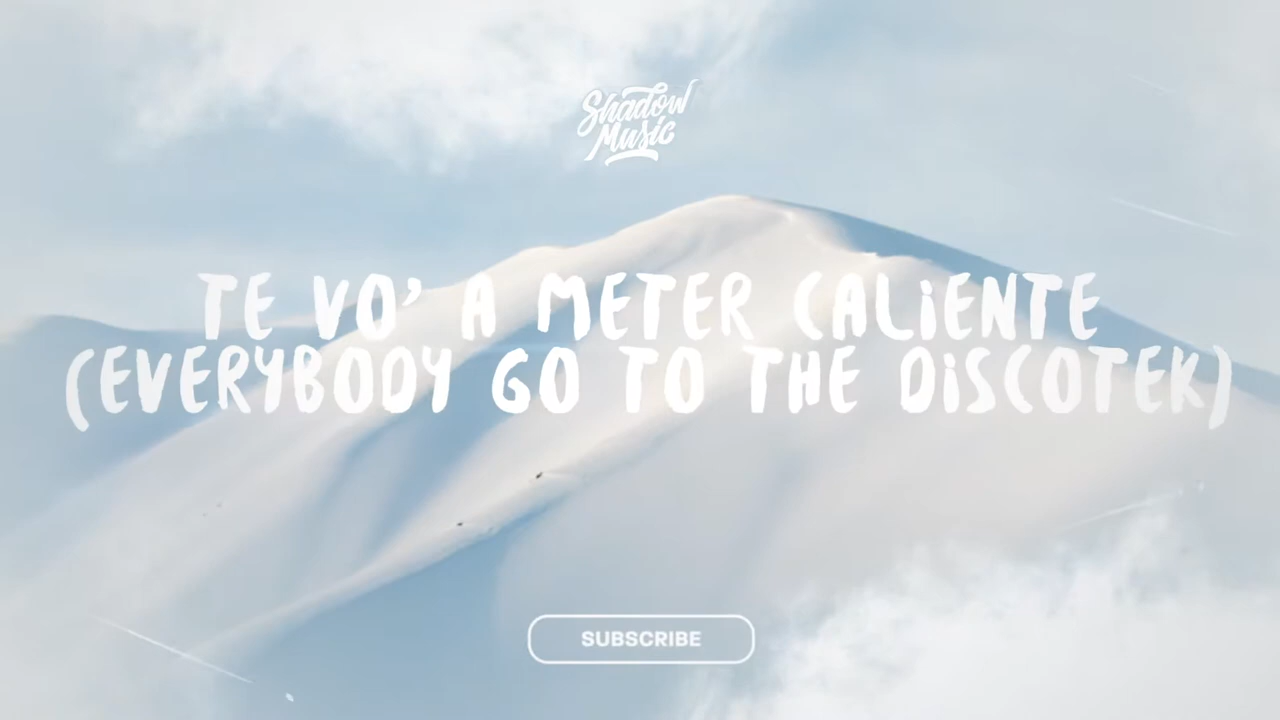 Shadow
Music
TE VO' A METER CALiENTE
(EVERYBODY GO TO THE DiSCOTEK)
SUBSCRIBE